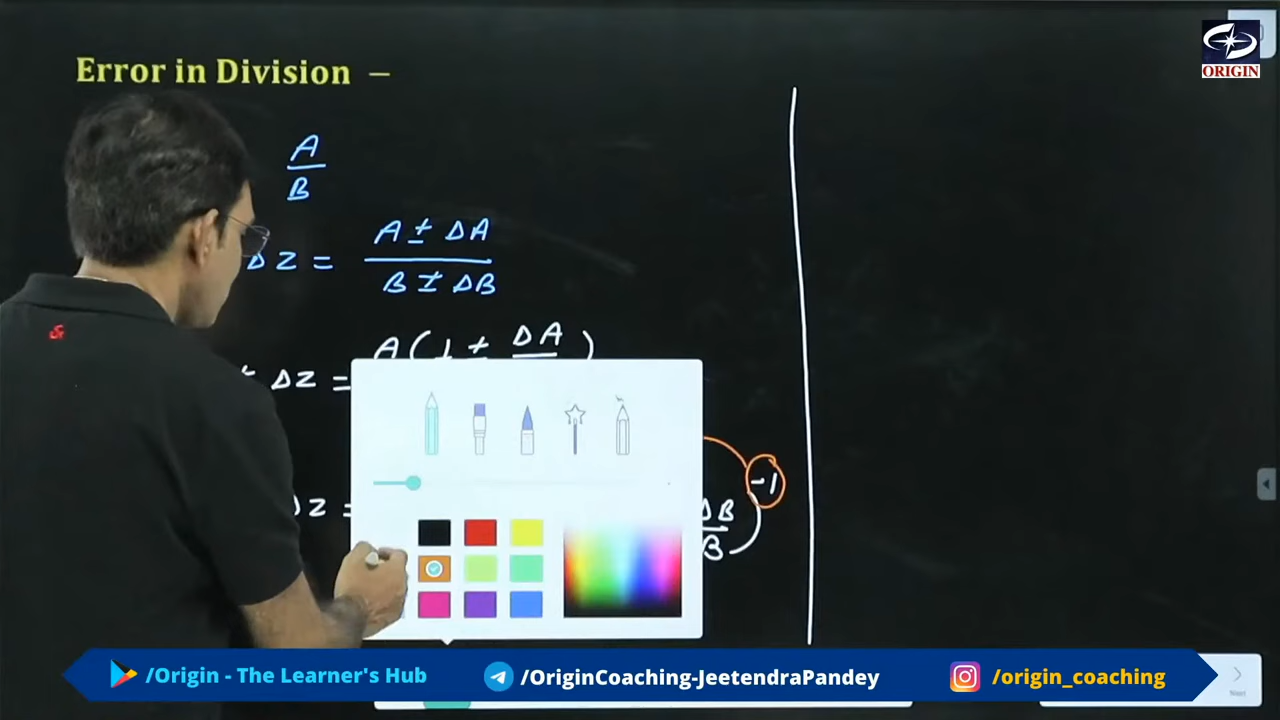 ORIGIN
Error in Division –
A
B
ΔZ = A ± ΔA
B ± ΔB
± ΔZ = A(1 ± ΔA )
ΔZ =
-1
ΔB
B )
/Origin - The Learner's Hub
/OriginCoaching-JeetendraPandey
/origin_coaching